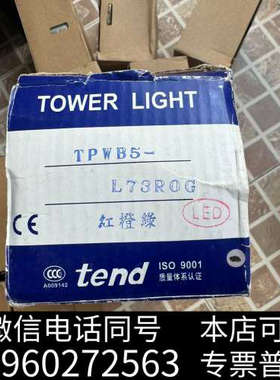 TOWER LIGHT
TPWB5-
L73ROG
紅橙綠
LED
CE
CCC
A009142
tend
ISO 9001
质量体系认证
微信电话同号
960272563
本店可
专票普